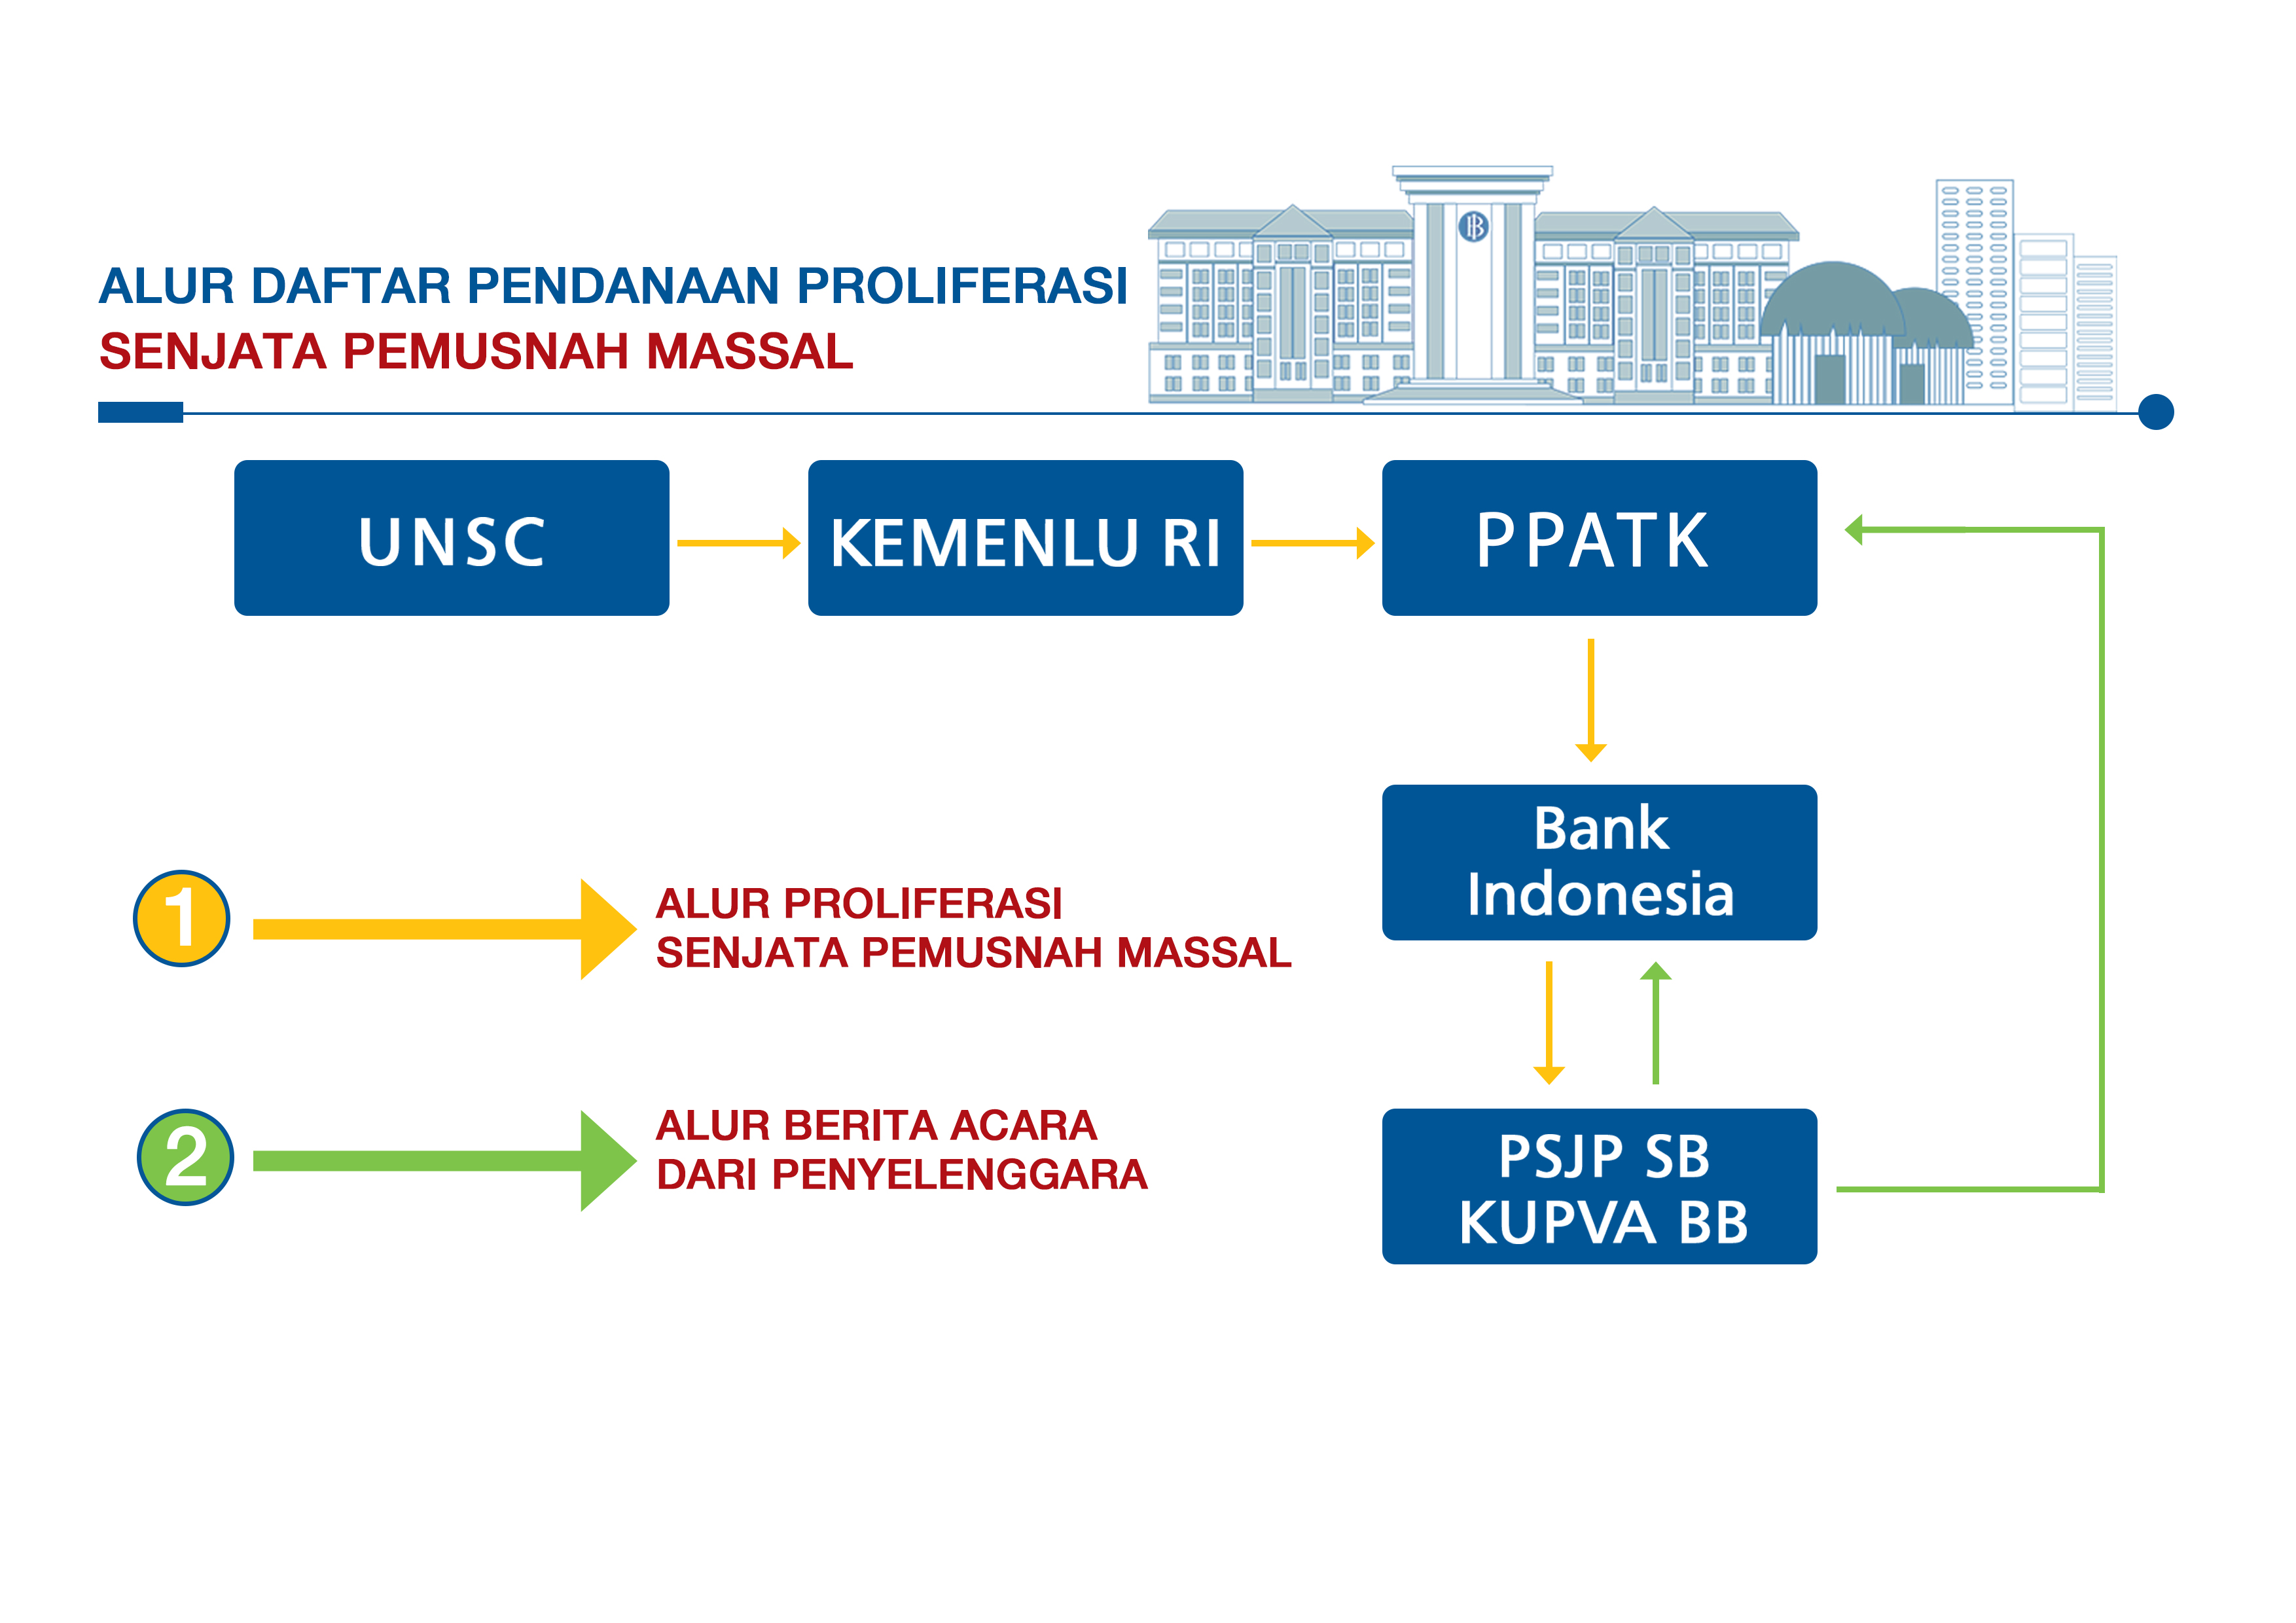 ALUR DAFTAR PENDANAAN PROLIFERASI
SENJATA PEMUSNAH MASSAL
UNSC
KEMENLU RI
PPATK
Bank
Indonesia
1
ALUR PROLIFERASI
SENJATA PEMUSNAH MASSAL
2
ALUR BERITA ACARA
DARI PENYELENGGARA
PSJP SB
KUPVA BB